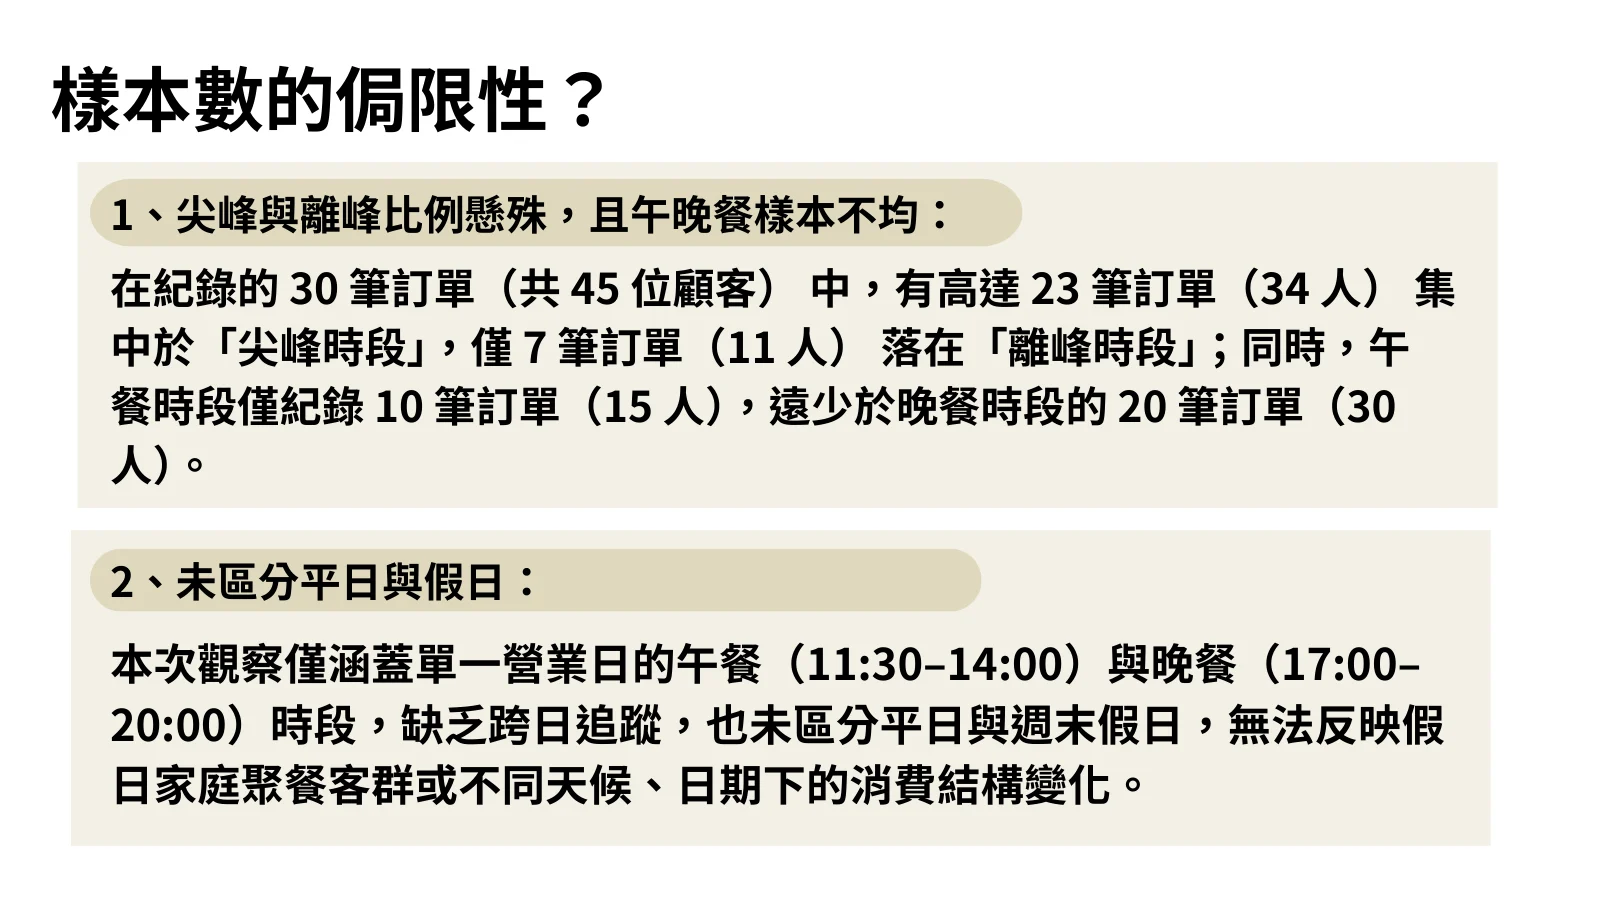 樣本數的侷限性？
1、尖峰與離峰比例懸殊，且午晚餐樣本不均：
在紀錄的 30 筆訂單（共 45 位顧客） 中，有高達 23 筆訂單（34 人） 集
中於「尖峰時段」，僅 7 筆訂單（11 人） 落在「離峰時段」；同時，午
餐時段僅紀錄 10 筆訂單（15 人），遠少於晚餐時段的 20 筆訂單（30
人）。
2、未區分平日與假日：
本次觀察僅涵蓋單一營業日的午餐（11:30–14:00）與晚餐（17:00–
20:00）時段，缺乏跨日追蹤，也未區分平日與週末假日，無法反映假
日家庭聚餐客群或不同天候、日期下的消費結構變化。